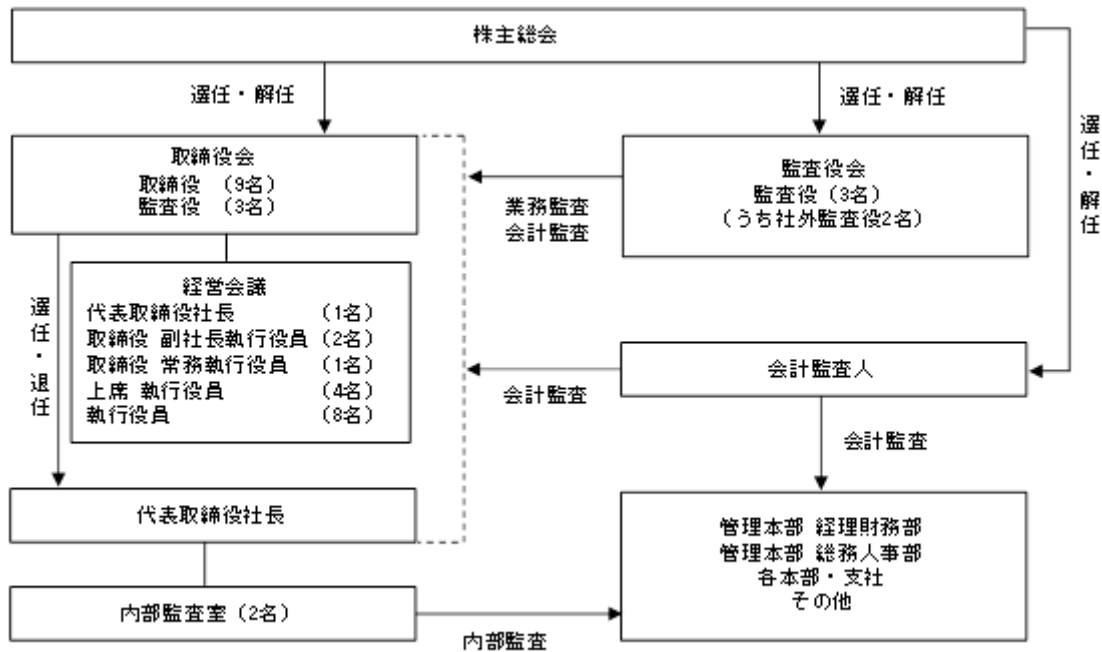 株主総会
選任・解任
選任・解任
選任・解任
取締役会
取締役 (9名)
監査役 (3名)
業務監査
会計監査
監査役会
監査役(3名)
(うち社外監査役2名)
選任・退任
経営会議
代表取締役社長 (1名)
取締役 副社長執行役員 (2名)
取締役 常務執行役員 (1名)
上席 執行役員 (4名)
執行役員 (8名)
会計監査
会計監査人
会計監査
代表取締役社長
管理本部 経理財務部
管理本部 総務人事部
各本部・支社
その他
内部監査室(2名)
内部監査